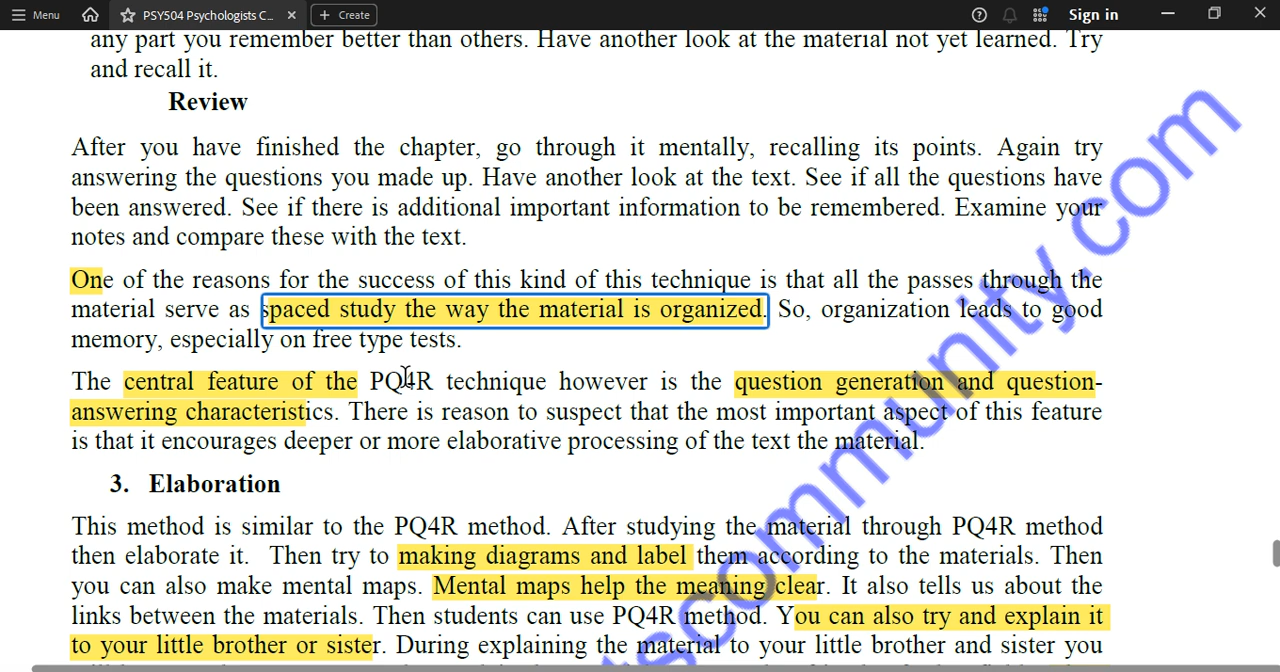 Menu PSY504 Psychologists C... + Create Sign in
any part you remember better than others. Have another look at the material not yet learned. Try
and recall it.
Review
After you have finished the chapter, go through it mentally, recalling its points. Again try
answering the questions you made up. Have another look at the text. See if all the questions have
been answered. See if there is additional important information to be remembered. Examine your
notes and compare these with the text.
One of the reasons for the success of this kind of this technique is that all the passes through the
material serve as spaced study the way the material is organized. So, organization leads to good
memory, especially on free type tests.
The central feature of the PQ4R technique however is the question generation and question-
answering characteristics. There is reason to suspect that the most important aspect of this feature
is that it encourages deeper or more elaborative processing of the text the material.
3. Elaboration
This method is similar to the PQ4R method. After studying the material through PQ4R method
then elaborate it. Then try to making diagrams and label them according to the materials. Then
you can also make mental maps. Mental maps help the meaning clear. It also tells us about the
links between the materials. Then students can use PQ4R method. You can also try and explain it
to your little brother or sister. During explaining the material to your little brother and sister you
tscommunity.com